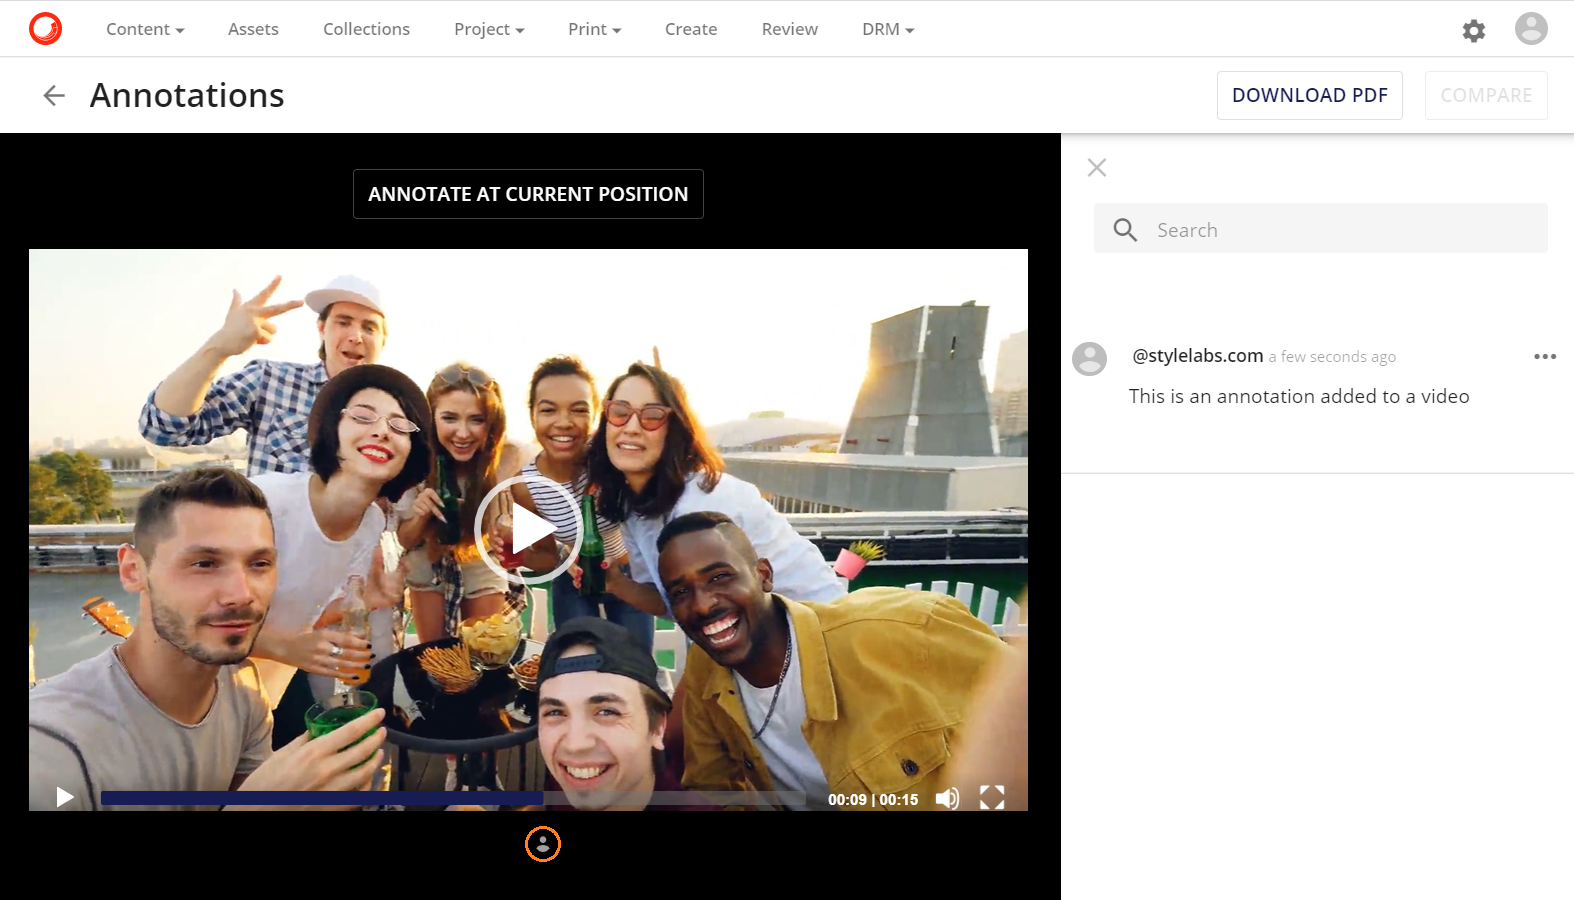 Content Assets Collections Project Print Create Review DRM
Annotations
DOWNLOAD PDF COMPARE
ANNOTATE AT CURRENT POSITION
Search
@stylelabs.com a few seconds ago
This is an annotation added to a video
00:09 | 00:15